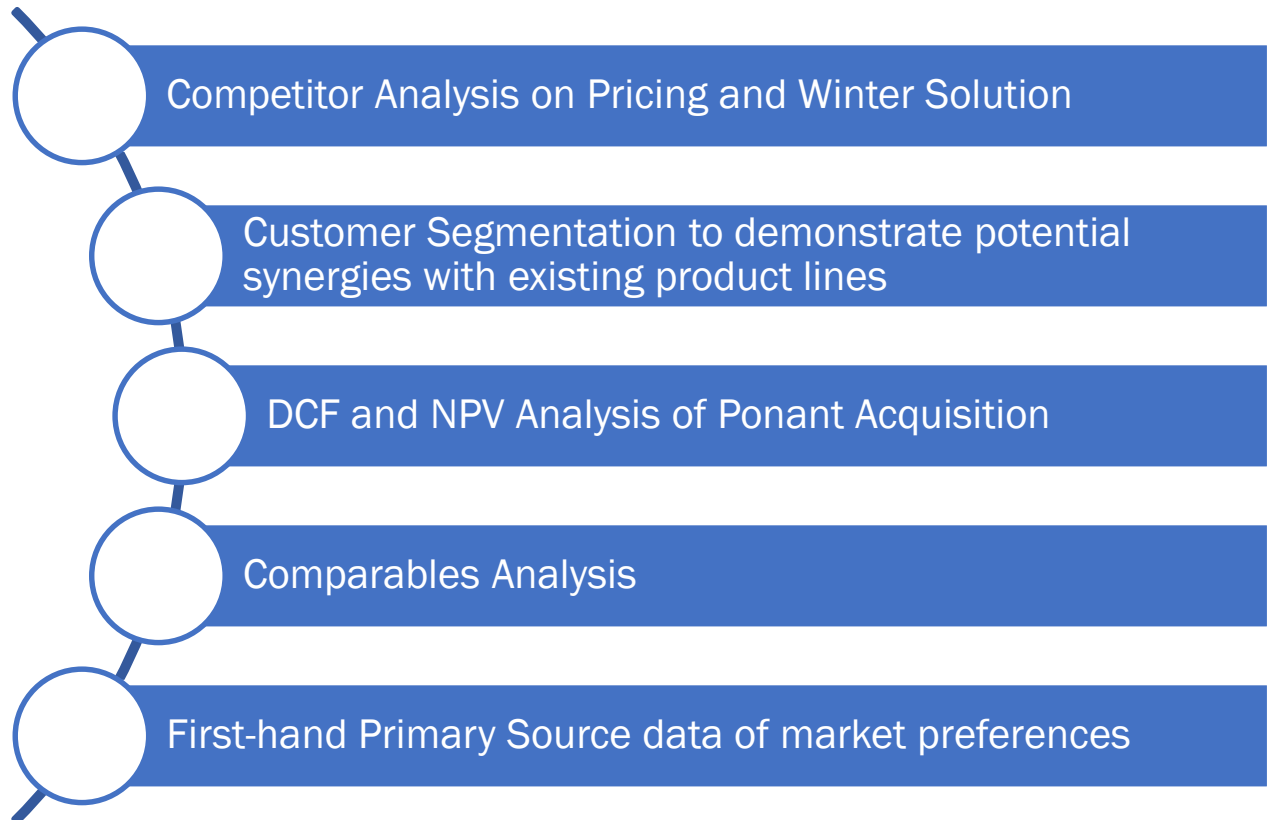 Competitor Analysis on Pricing and Winter Solution
Customer Segmentation to demonstrate potential
synergies with existing product lines
DCF and NPV Analysis of Ponant Acquisition
Comparables Analysis
First-hand Primary Source data of market preferences